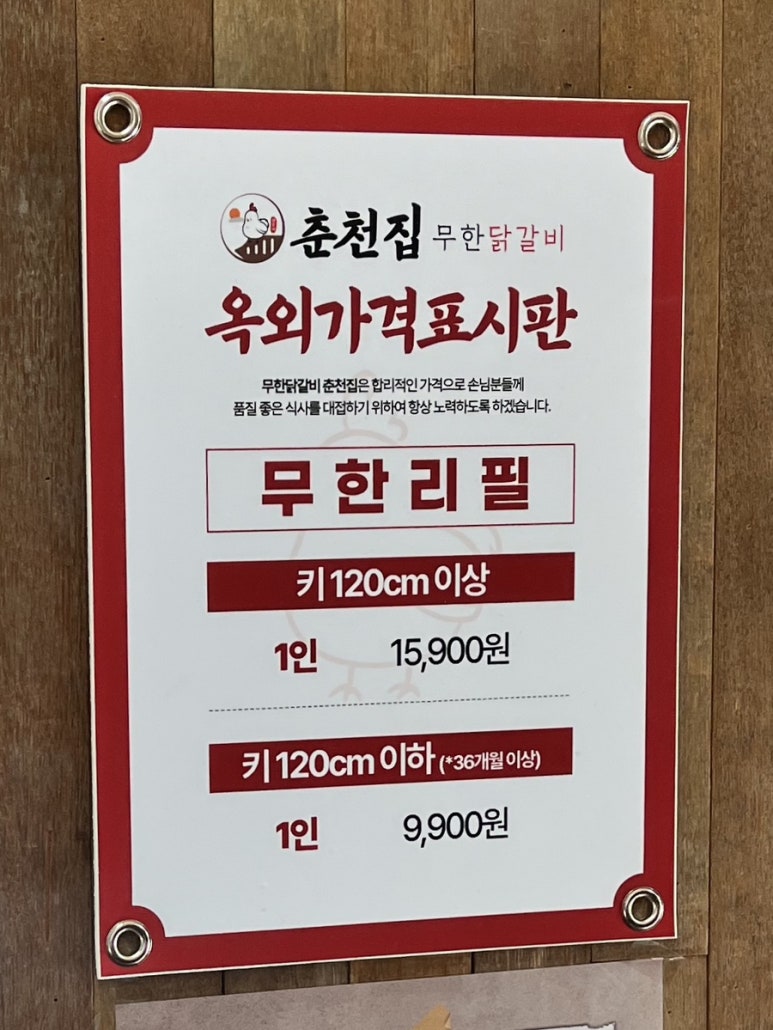 춘천집 무한닭갈비
옥외가격표시판
무한닭갈비 춘천집은 합리적인 가격으로 손님분들께
품질 좋은 식사를 대접하기 위하여 항상 노력하도록 하겠습니다.
무한리필
키 120cm 이상
1인 15,900원
키 120cm 이하 (*36개월 이상)
1인 9,900원